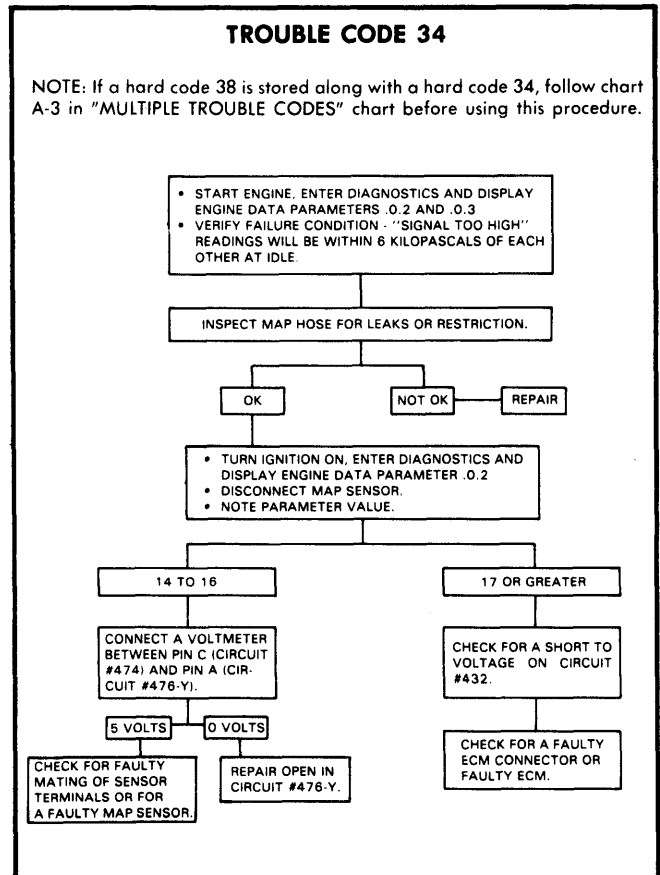 TROUBLE CODE 34
NOTE: If a hard code 38 is stored along with a hard code 34, follow chart
A-3 in "MULTIPLE TROUBLE CODES" chart before using this procedure.
• START ENGINE, ENTER DIAGNOSTICS AND DISPLAY
ENGINE DATA PARAMETERS .0.2 AND .0.3
• VERIFY FAILURE CONDITION - "SIGNAL TOO HIGH"
READINGS WILL BE WITHIN 6 KILOPASCALS OF EACH
OTHER AT IDLE.
INSPECT MAP HOSE FOR LEAKS OR RESTRICTION.
OK
NOT OK
REPAIR
• TURN IGNITION ON, ENTER DIAGNOSTICS AND
DISPLAY ENGINE DATA PARAMETER .0.2
• DISCONNECT MAP SENSOR.
• NOTE PARAMETER VALUE.
14 TO 16
17 OR GREATER
CONNECT A VOLTMETER
BETWEEN PIN C (CIRCUIT
#474) AND PIN A (CIR-
CUIT #476-Y).
CHECK FOR A SHORT TO
VOLTAGE ON CIRCUIT
#432.
5 VOLTS
0 VOLTS
CHECK FOR FAULTY
MATING OF SENSOR
TERMINALS OR FOR
A FAULTY MAP SENSOR.
REPAIR OPEN IN
CIRCUIT #476-Y.
CHECK FOR A FAULTY
ECM CONNECTOR OR
FAULTY ECM.